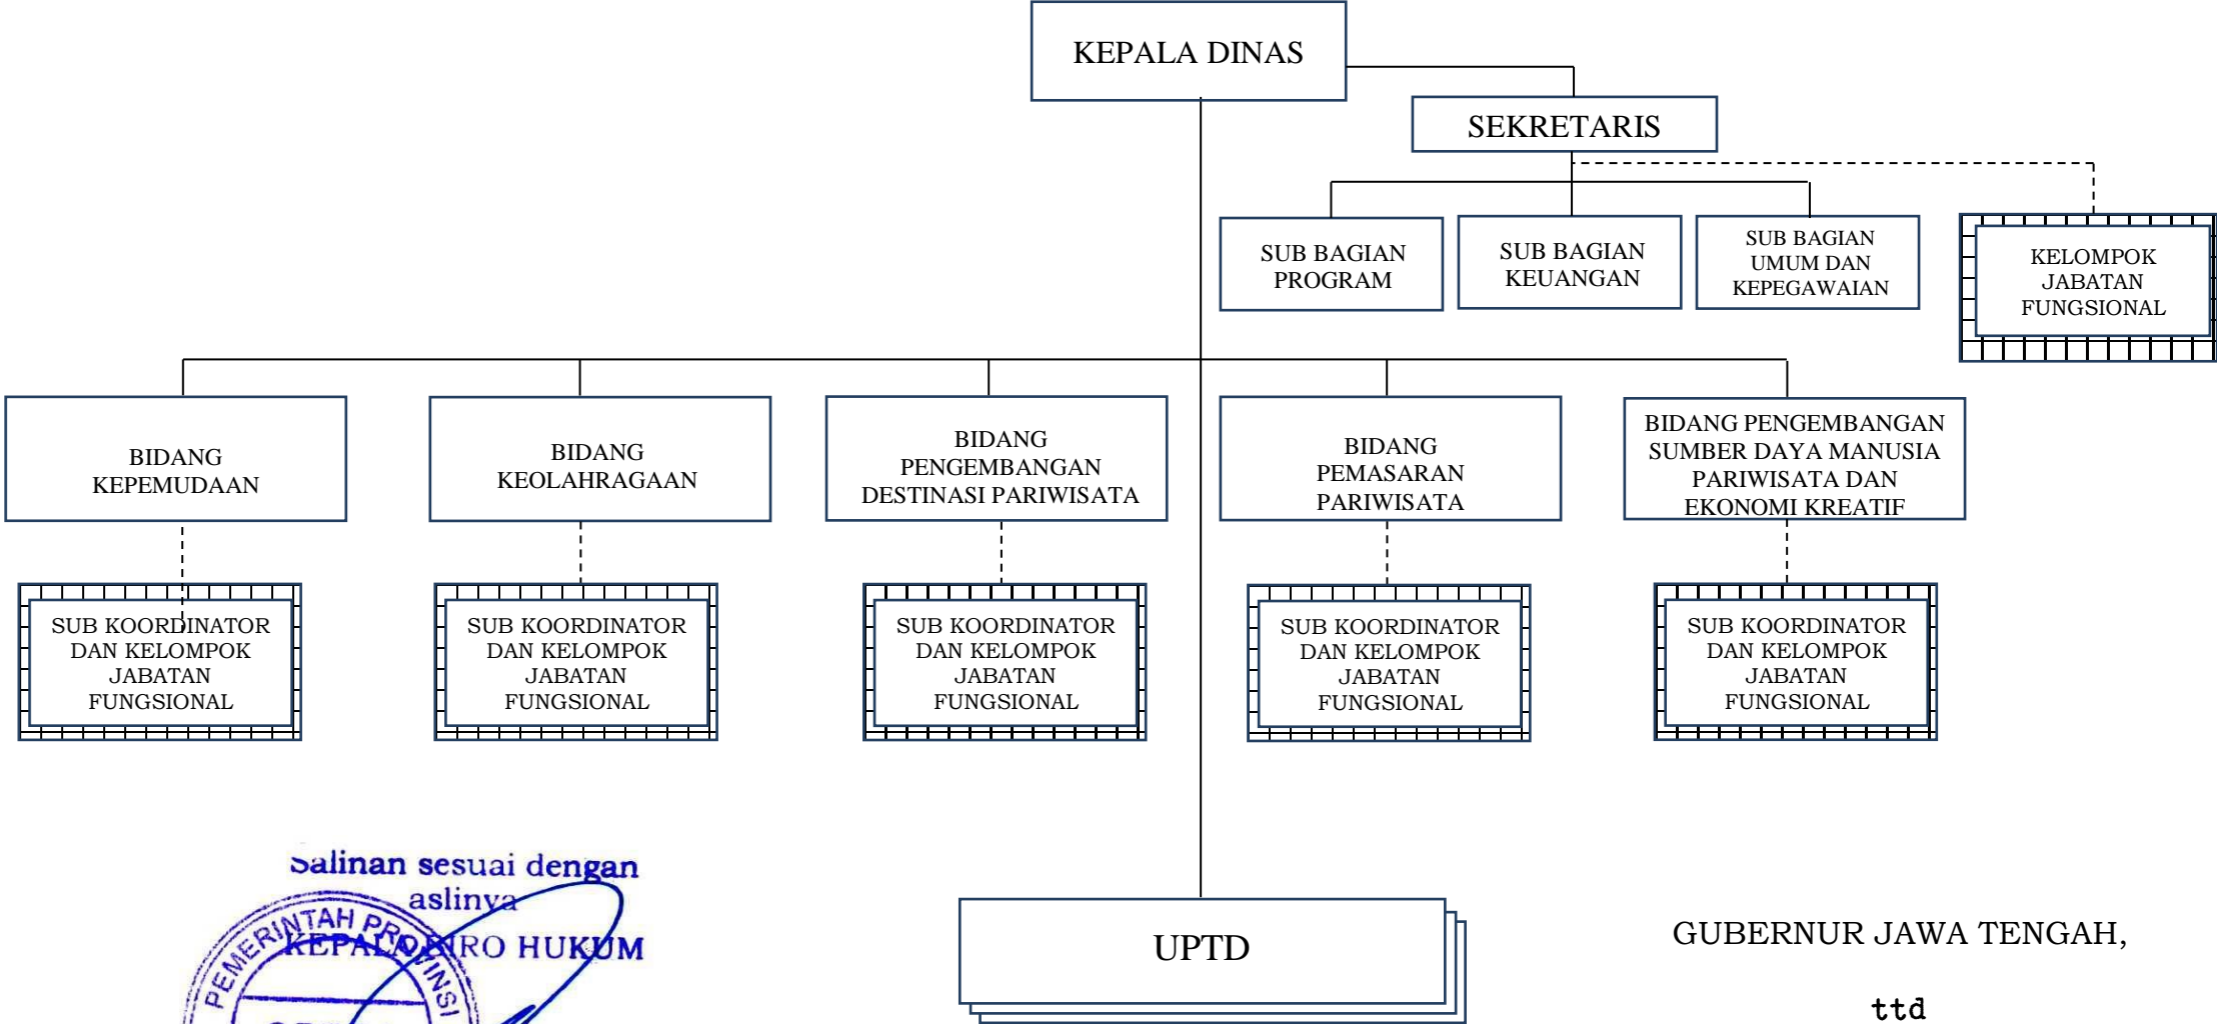 KEPALA DINAS
SEKRETARIS
SUB BAGIAN
PROGRAM
SUB BAGIAN
KEUANGAN
SUB BAGIAN
UMUM DAN
KEPEGAWAIAN
KELOMPOK
JABATAN
FUNGSIONAL
BIDANG
KEPEMUDAAN
BIDANG
KEOLAHRAGAAN
BIDANG
PENGEMBANGAN
DESTINASI PARIWISATA
BIDANG
PEMASARAN
PARIWISATA
BIDANG PENGEMBANGAN
SUMBER DAYA MANUSIA
PARIWISATA DAN
EKONOMI KREATIF
SUB KOORDINATOR
DAN KELOMPOK
JABATAN
FUNGSIONAL
SUB KOORDINATOR
DAN KELOMPOK
JABATAN
FUNGSIONAL
SUB KOORDINATOR
DAN KELOMPOK
JABATAN
FUNGSIONAL
SUB KOORDINATOR
DAN KELOMPOK
JABATAN
FUNGSIONAL
SUB KOORDINATOR
DAN KELOMPOK
JABATAN
FUNGSIONAL
Salinan sesuai dengan
aslinya
KEPALA BIRO HUKUM
PEMERINTAH PROVINSI
UPTD
GUBERNUR JAWA TENGAH,
ttd